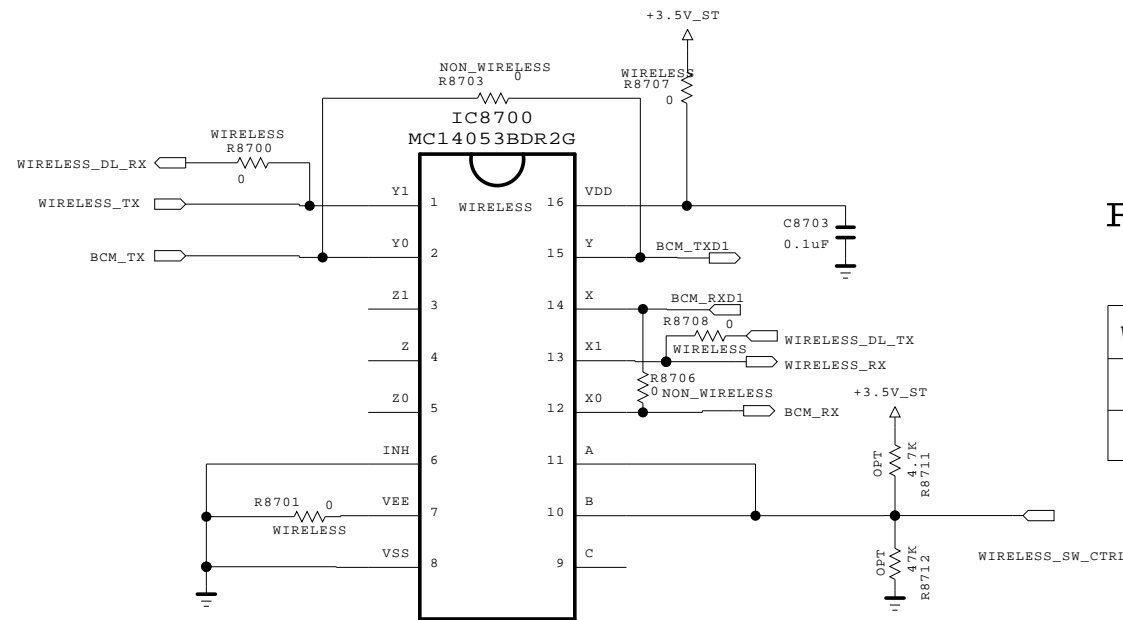 +3.5V_ST
NON_WIRELESS
R8703
0
WIRELESS
R8707
0
IC8700
MC14053BDR2G
WIRELESS
R8700
0
WIRELESS_DL_RX
WIRELESS_TX
BCM_TX
Y1
1
WIRELESS
16
VDD
Y0
2
15
Y
BCM_TXD1
C8703
0.1uF
Z1
3
14
X
BCM_RXD1
R8708
0
WIRELESS_DL_TX
WIRELESS
Z
4
13
X1
WIRELESS_RX
R8706
0
NON_WIRELESS
Z0
5
12
X0
BCM_RX
+3.5V_ST
INH
6
11
A
OPT
4.7K
R8711
R8701
0
WIRELESS
VEE
7
10
B
WIRELESS_SW_CTRL
VSS
8
9
C
OPT
47K
R8712